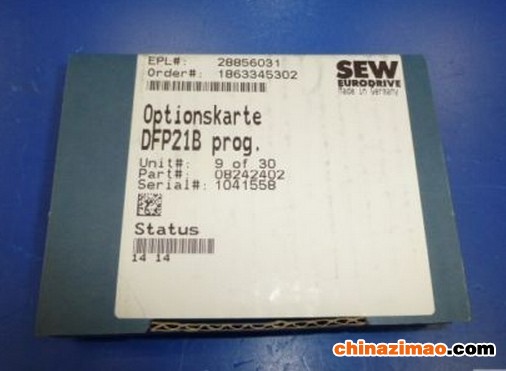 EPL#: 28856031
Order#: 1863345302
SEW
EURODRIVE
Made in Germany
Optionskarte
DFP21B prog.
Unit#: 9 of 30
Part#: 08242402
Serial#: 1041558
Status
14 14
chinazimao.com